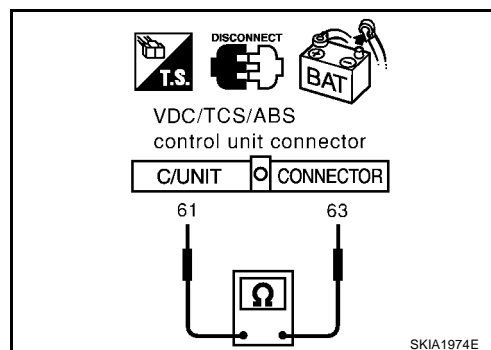 DISCONNECT
T.S.
BAT
VDC/TCS/ABS
control unit connector
C/UNIT
CONNECTOR
61
63
Ω
SKIA1974E